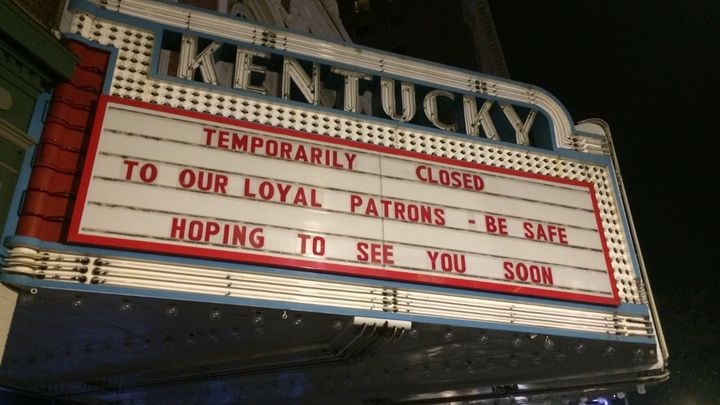 KENTUCKY
TEMPORARILY CLOSED
TO OUR LOYAL PATRONS - BE SAFE
HOPING TO SEE YOU SOON